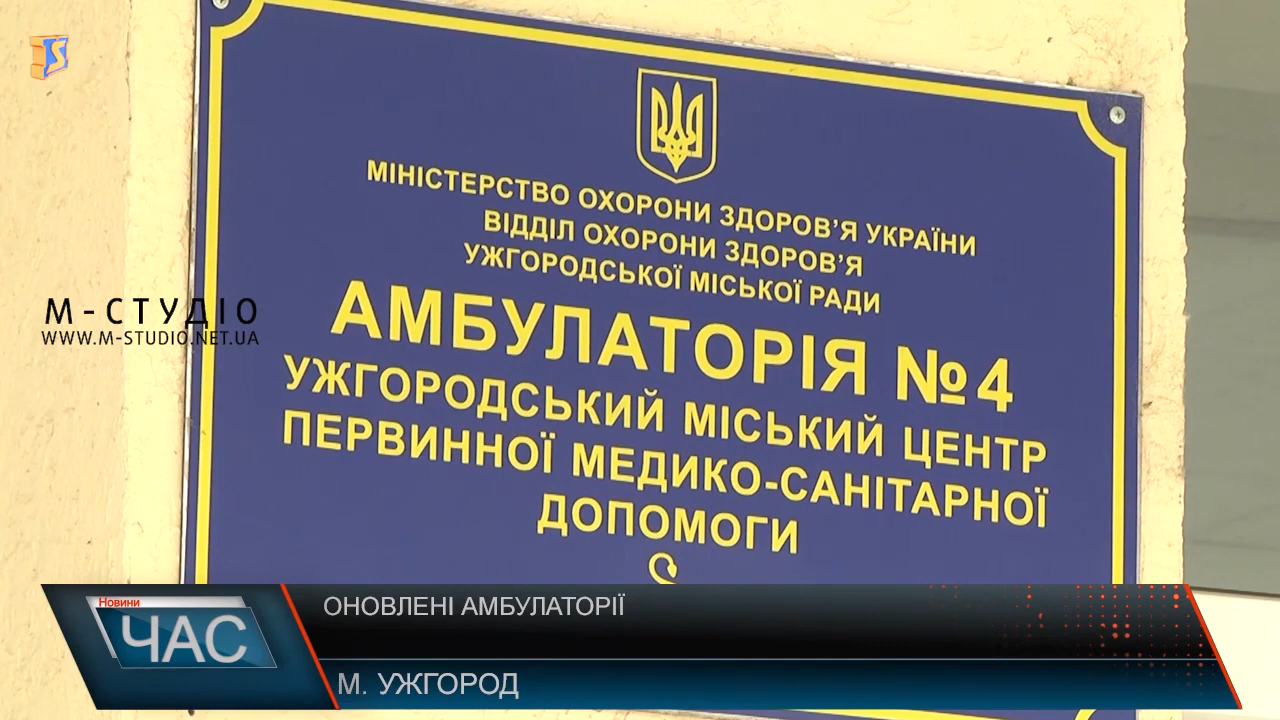 МІНІСТЕРСТВО ОХОРОНИ ЗДОРОВ'Я УКРАЇНИ
ВІДДІЛ ОХОРОНИ ЗДОРОВ'Я
УЖГОРОДСЬКОЇ МІСЬКОЇ РАДИ
АМБУЛАТОРІЯ №4
УЖГОРОДСЬКИЙ МІСЬКИЙ ЦЕНТР
ПЕРВИННОЇ МЕДИКО-САНІТАРНОЇ
ДОПОМОГИ
М-СТУДІО
WWW.M-STUDIO.NET.UA
Новини
ЧАС
ОНОВЛЕНІ АМБУЛАТОРІЇ
М. УЖГОРОД